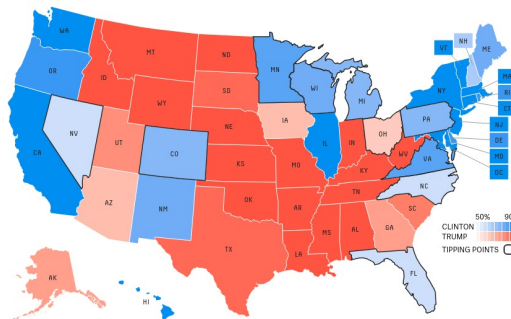 WA
MT
ND
MN
VT
NH
ME
OR
ID
SD
WI
MI
NY
MA
WY
IA
PA
NE
NV
UT
IL
IN
OH
NJ
CA
CO
KS
MO
WV
VA
DE
KY
MD
NC
DC
TN
AZ
NM
OK
AR
SC
MS
AL
GA
TX
LA
FL
AK
HI
50%
CLINTON
TRUMP
TIPPING POINTS